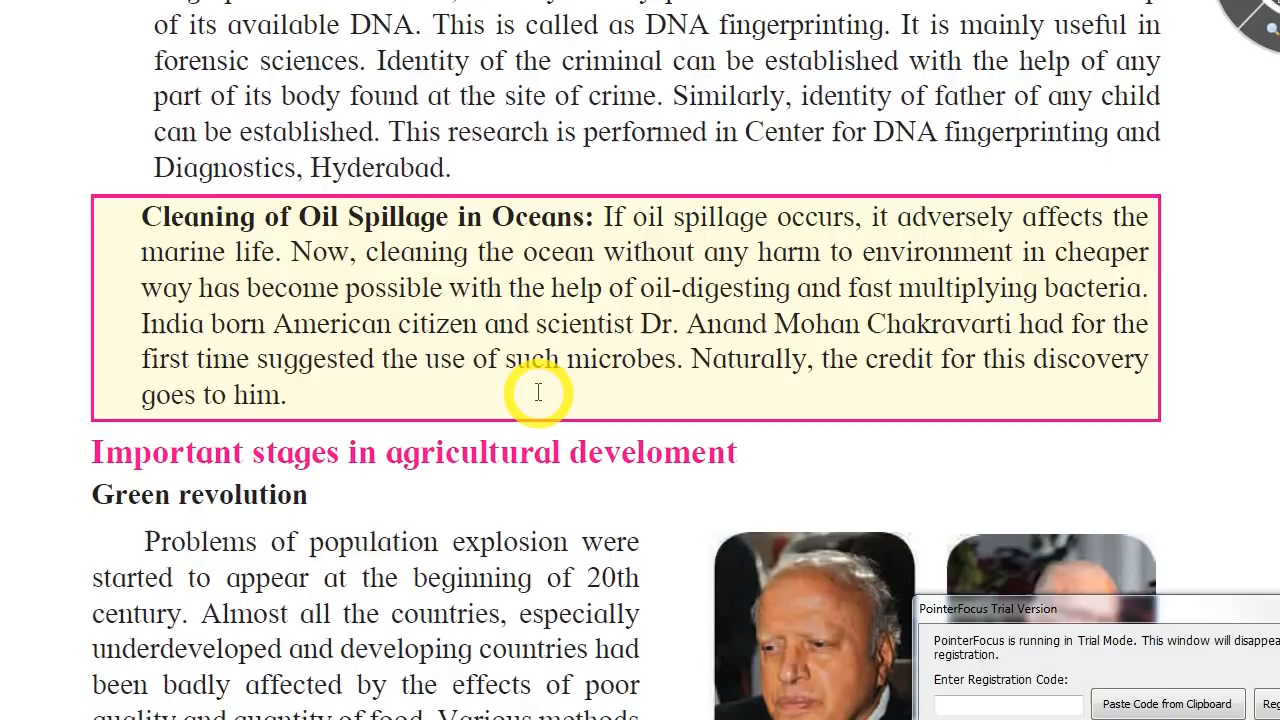 of its available DNA. This is called as DNA fingerprinting. It is mainly useful in
forensic sciences. Identity of the criminal can be established with the help of any
part of its body found at the site of crime. Similarly, identity of father of any child
can be established. This research is performed in Center for DNA fingerprinting and
Diagnostics, Hyderabad.
Cleaning of Oil Spillage in Oceans: If oil spillage occurs, it adversely affects the
marine life. Now, cleaning the ocean without any harm to environment in cheaper
way has become possible with the help of oil-digesting and fast multiplying bacteria.
India born American citizen and scientist Dr. Anand Mohan Chakravarti had for the
first time suggested the use of such microbes. Naturally, the credit for this discovery
goes to him.
Important stages in agricultural develoment
Green revolution
Problems of population explosion were
started to appear at the beginning of 20th
century. Almost all the countries, especially
underdeveloped and developing countries had
been badly affected by the effects of poor
quality and quantity of food. Various methods
PointerFocus Trial Version
PointerFocus is running in Trial Mode. This window will disappea
registration.
Enter Registration Code:
Paste Code from Clipboard
Reg